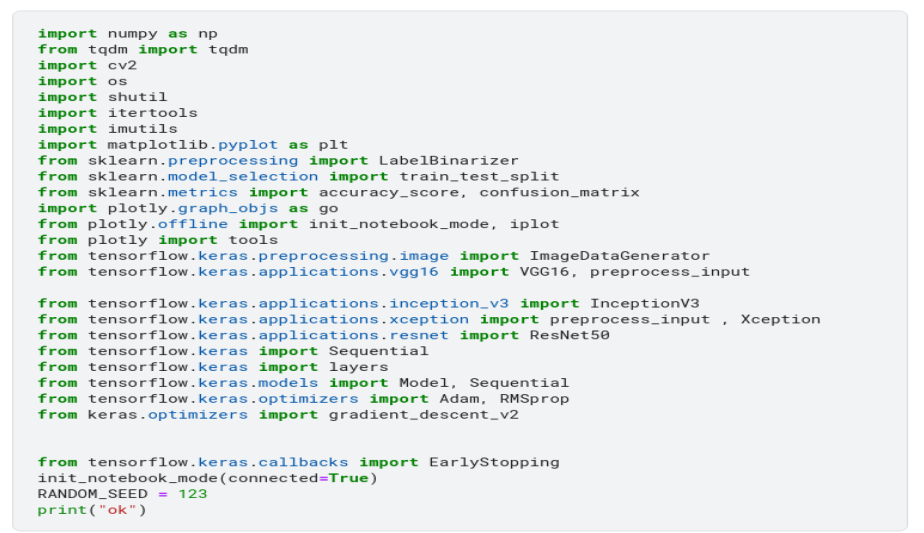 import numpy as np
from tqdm import tqdm
import cv2
import os
import shutil
import itertools
import imutils
import matplotlib.pyplot as plt
from sklearn.preprocessing import LabelBinarizer
from sklearn.model_selection import train_test_split
from sklearn.metrics import accuracy_score, confusion_matrix
import plotly.graph_objs as go
from plotly.offline import init_notebook_mode, iplot
from plotly import tools
from tensorflow.keras.preprocessing.image import ImageDataGenerator
from tensorflow.keras.applications.vgg16 import VGG16, preprocess_input
from tensorflow.keras.applications.inception_v3 import InceptionV3
from tensorflow.keras.applications.xception import preprocess_input , Xception
from tensorflow.keras.applications.resnet import ResNet50
from tensorflow.keras import Sequential
from tensorflow.keras import layers
from tensorflow.keras.models import Model, Sequential
from tensorflow.keras.optimizers import Adam, RMSprop
from keras.optimizers import gradient_descent_v2
from tensorflow.keras.callbacks import EarlyStopping
init_notebook_mode(connected=True)
RANDOM_SEED = 123
print("ok")